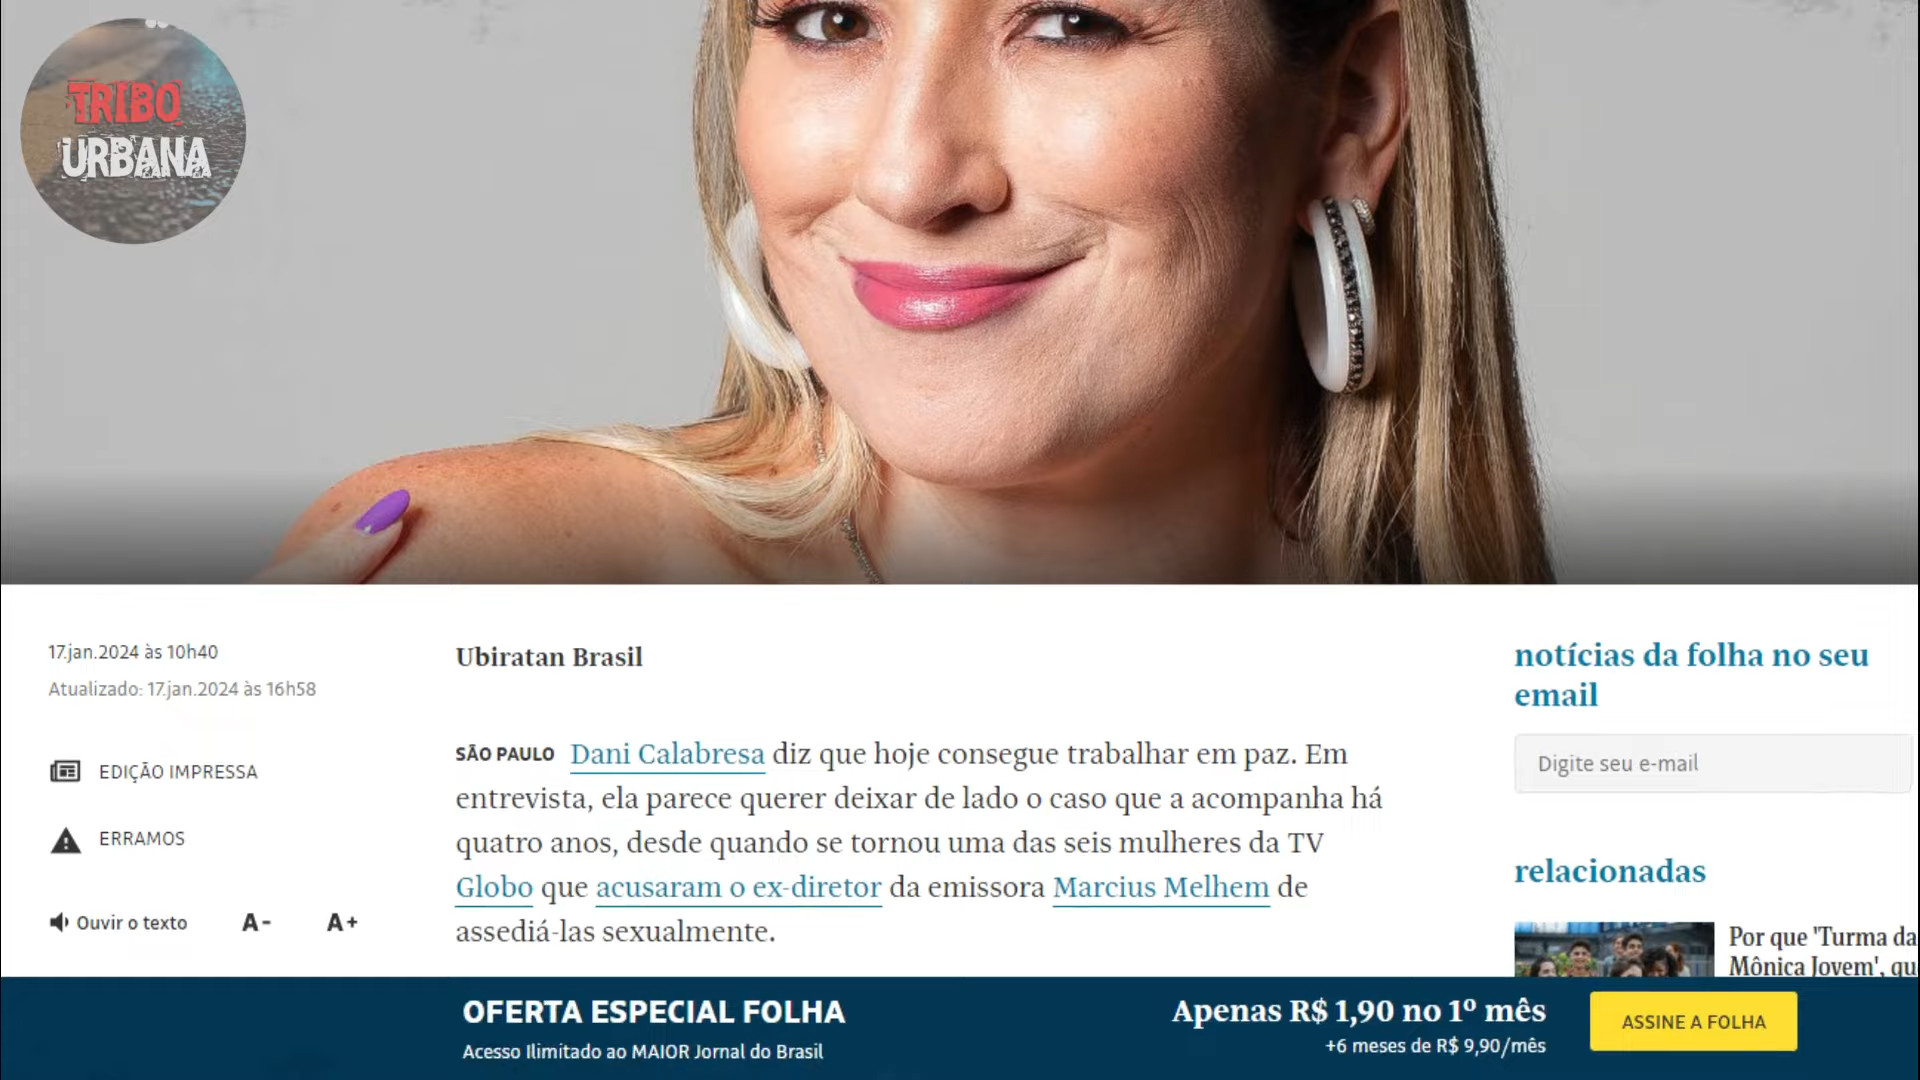 TRIBO
URBANA
17.jan.2024 às 10h40
Atualizado: 17.jan.2024 às 16h58
EDIÇÃO IMPRESSA
ERRAMOS
Ouvir o texto A- A+
Ubiratan Brasil
SÃO PAULO Dani Calabresa diz que hoje consegue trabalhar em paz. Em
entrevista, ela parece querer deixar de lado o caso que a acompanha há
quatro anos, desde quando se tornou uma das seis mulheres da TV
Globo que acusaram o ex-diretor da emissora Marcius Melhem de
assediá-las sexualmente.
notícias da folha no seu
email
Digite seu e-mail
relacionadas
Por que 'Turma da
Mônica Jovem', qu
OFERTA ESPECIAL FOLHA
Acesso Ilimitado ao MAIOR Jornal do Brasil
Apenas R$ 1,90 no 1º mês
+6 meses de R$ 9,90/mês
ASSINE A FOLHA